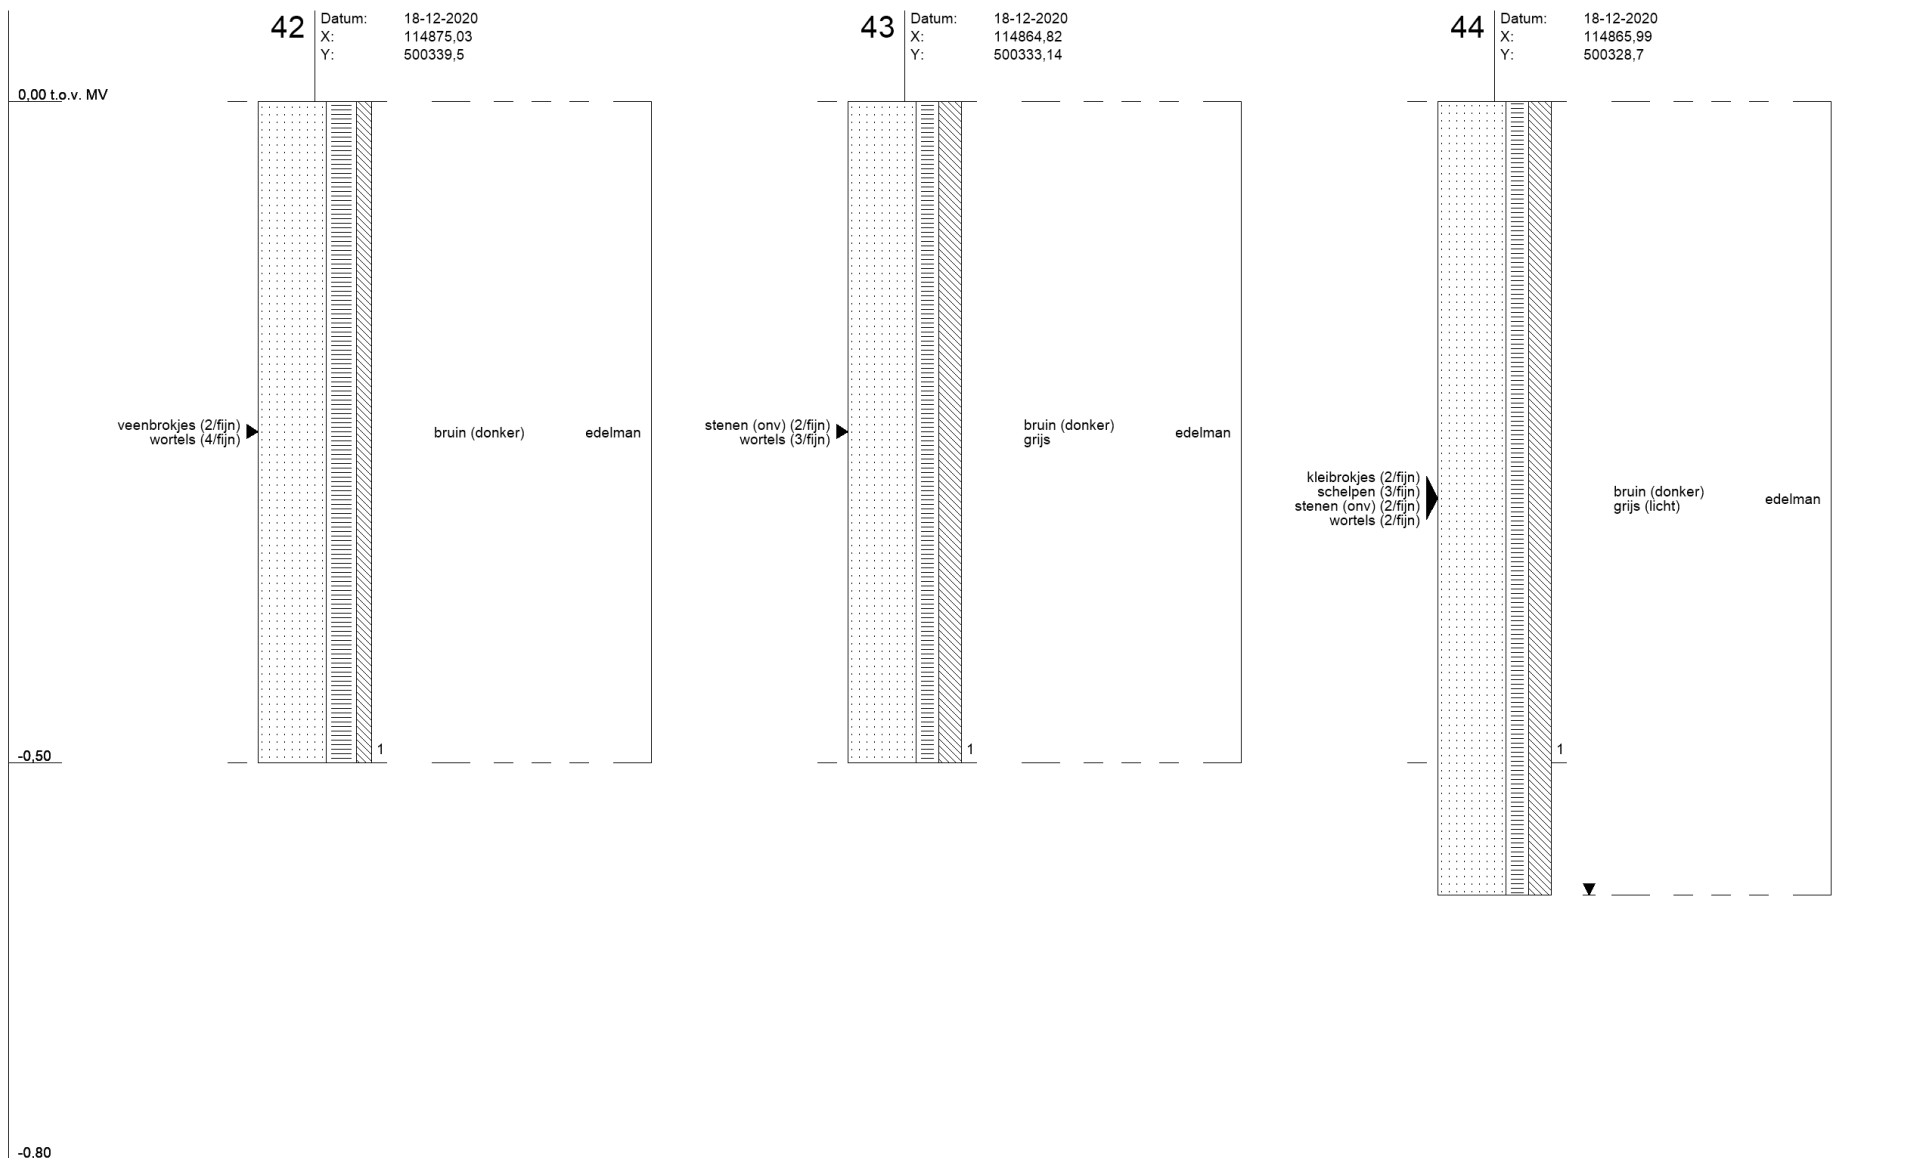 42
Datum: 18-12-2020
X: 114875,03
Y: 500339,5
43
Datum: 18-12-2020
X: 114864,82
Y: 500333,14
44
Datum: 18-12-2020
X: 114865,99
Y: 500328,7
0,00 t.o.v. MV
veenbrokjes (2/fijn)
wortels (4/fijn)
bruin (donker)
edelman
stenen (onv) (2/fijn)
wortels (3/fijn)
bruin (donker)
grijs
edelman
kleibrokjes (2/fijn)
schelpen (3/fijn)
stenen (onv) (2/fijn)
wortels (2/fijn)
bruin (donker)
grijs (licht)
edelman
1
1
1
-0,50
-0,80